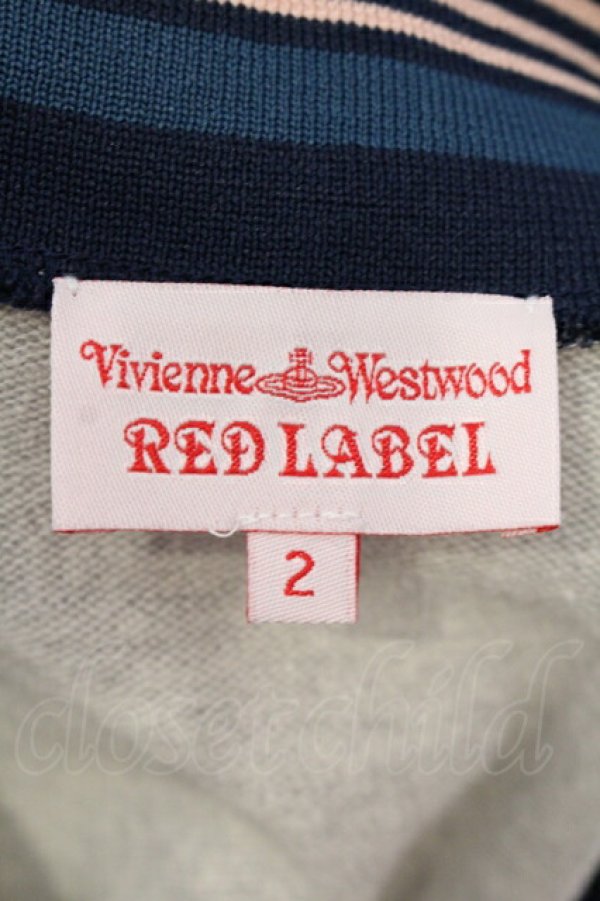 Vivienne Westwood
RED LABEL
2
closetchild